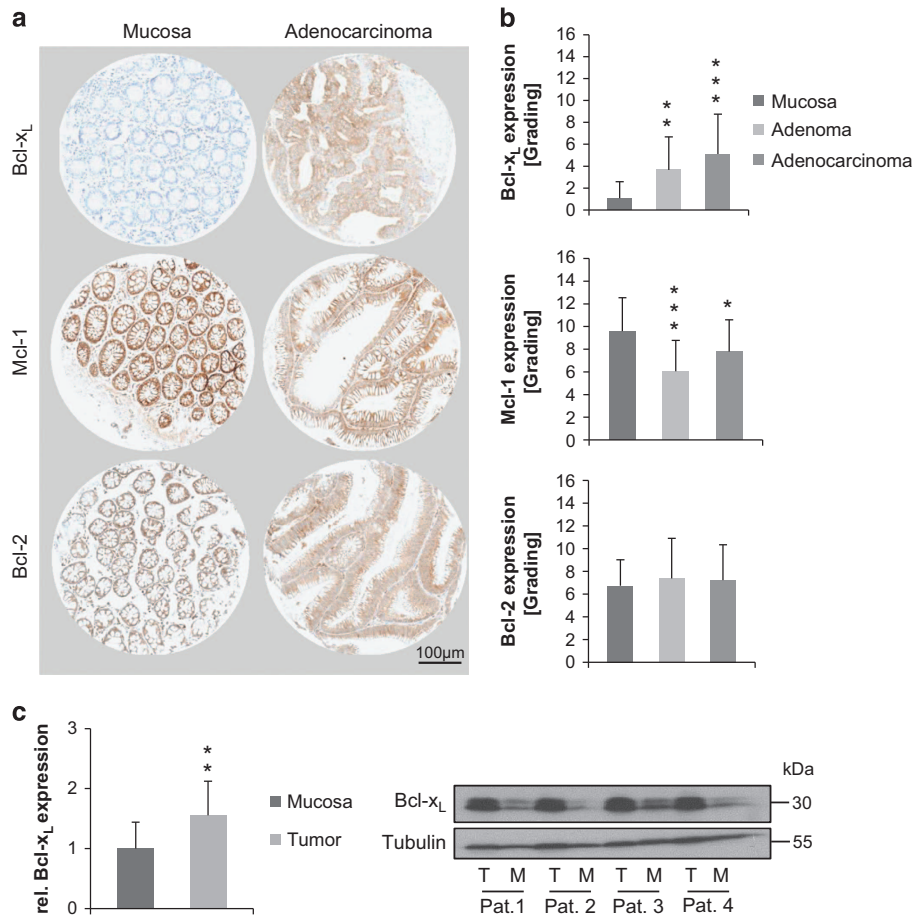 a
Mucosa Adenocarcinoma
Bcl-xL
Mcl-1
Bcl-2
100µm
b
Bcl-xL expression
[Grading]
16
14
12
10
8
6
4
2
0
* *
* * *
Mucosa
Adenoma
Adenocarcinoma
Mcl-1 expression
[Grading]
16
14
12
10
8
6
4
2
0
* * *
*
Bcl-2 expression
[Grading]
16
14
12
10
8
6
4
2
0
c
rel. Bcl-xL expression
3
2
1
0
* *
Mucosa
Tumor
kDa
Bcl-xL 30
Tubulin 55
T M T M T M T M
Pat.1 Pat. 2 Pat. 3 Pat. 4